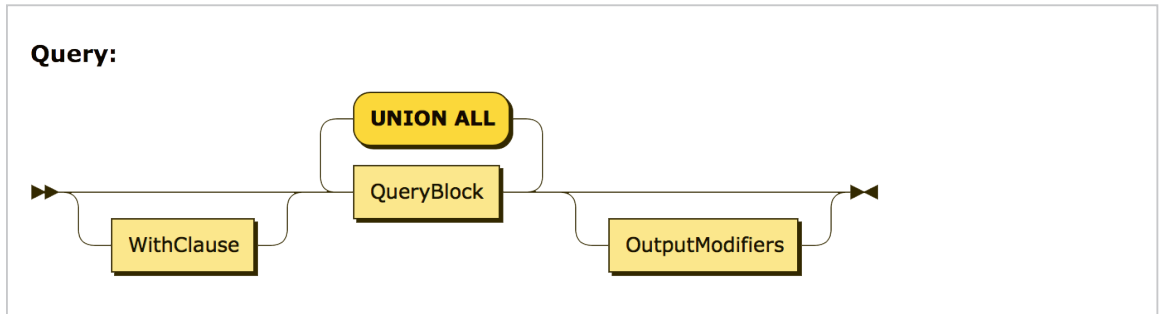 Query:
UNION ALL
QueryBlock
WithClause
OutputModifiers